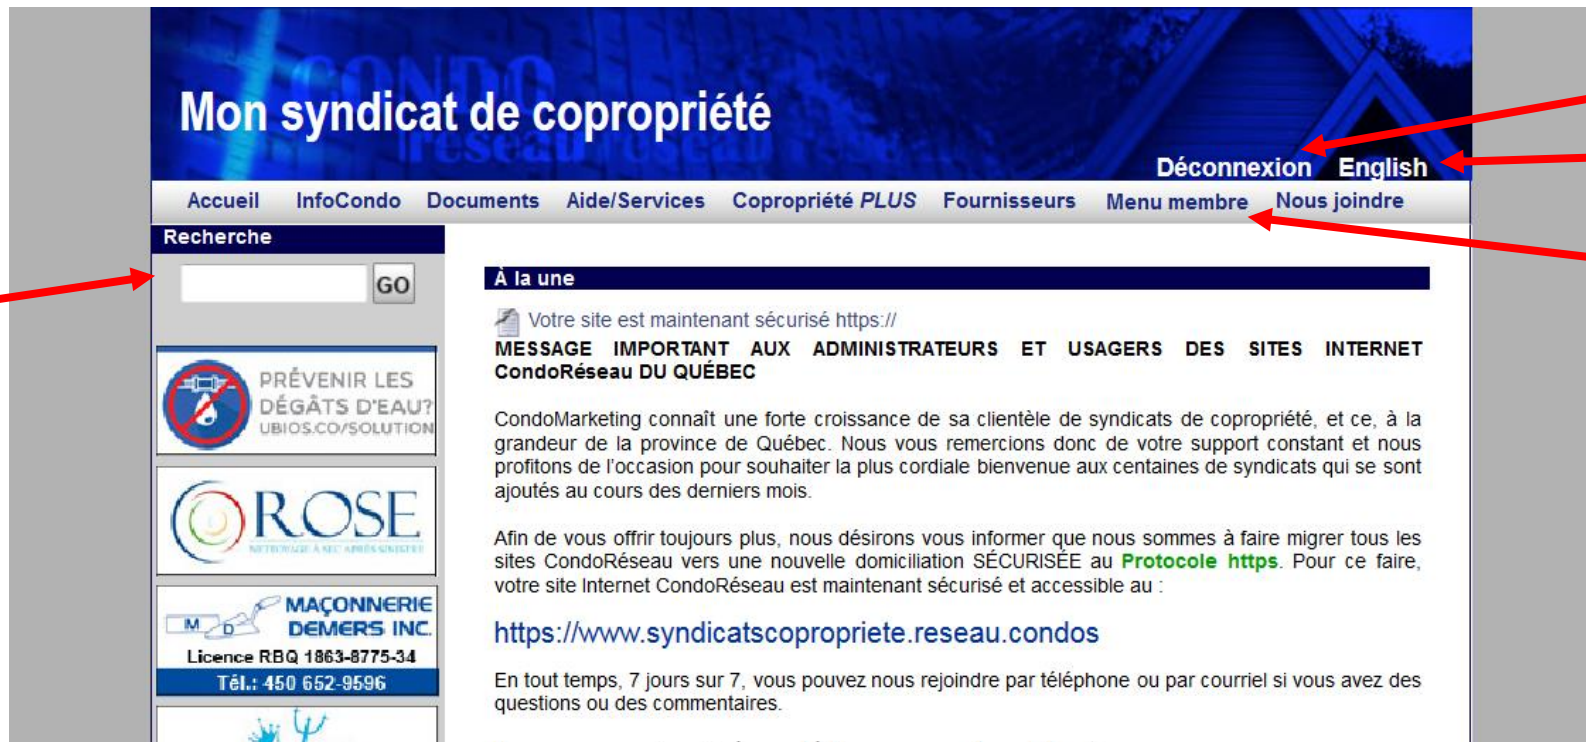 CONDO
réseau réseau
Mon syndicat de copropriété
Déconnexion English
Accueil InfoCondo Documents Aide/Services Copropriété PLUS Fournisseurs Menu membre Nous joindre
Recherche
GO
PRÉVENIR LES
DÉGÂTS D'EAU?
UBIOS.CO/SOLUTION
ROSE
NETTOYAGE À SEC APRÈS SINISTRE
M D
MAÇONNERIE
DEMERS INC.
Licence RBQ 1863-8775-34
Tél.: 450 652-9596
À la une
Votre site est maintenant sécurisé https://
MESSAGE IMPORTANT AUX ADMINISTRATEURS ET USAGERS DES SITES INTERNET
CondoRéseau DU QUÉBEC
CondoMarketing connaît une forte croissance de sa clientèle de syndicats de copropriété, et ce, à la
grandeur de la province de Québec. Nous vous remercions donc de votre support constant et nous
profitons de l'occasion pour souhaiter la plus cordiale bienvenue aux centaines de syndicats qui se sont
ajoutés au cours des derniers mois.
Afin de vous offrir toujours plus, nous désirons vous informer que nous sommes à faire migrer tous les
sites CondoRéseau vers une nouvelle domiciliation SÉCURISÉE au Protocole https. Pour ce faire,
votre site Internet CondoRéseau est maintenant sécurisé et accessible au :
https://www.syndicatscopropriete.reseau.condos
En tout temps, 7 jours sur 7, vous pouvez nous rejoindre par téléphone ou par courriel si vous avez des
questions ou des commentaires.